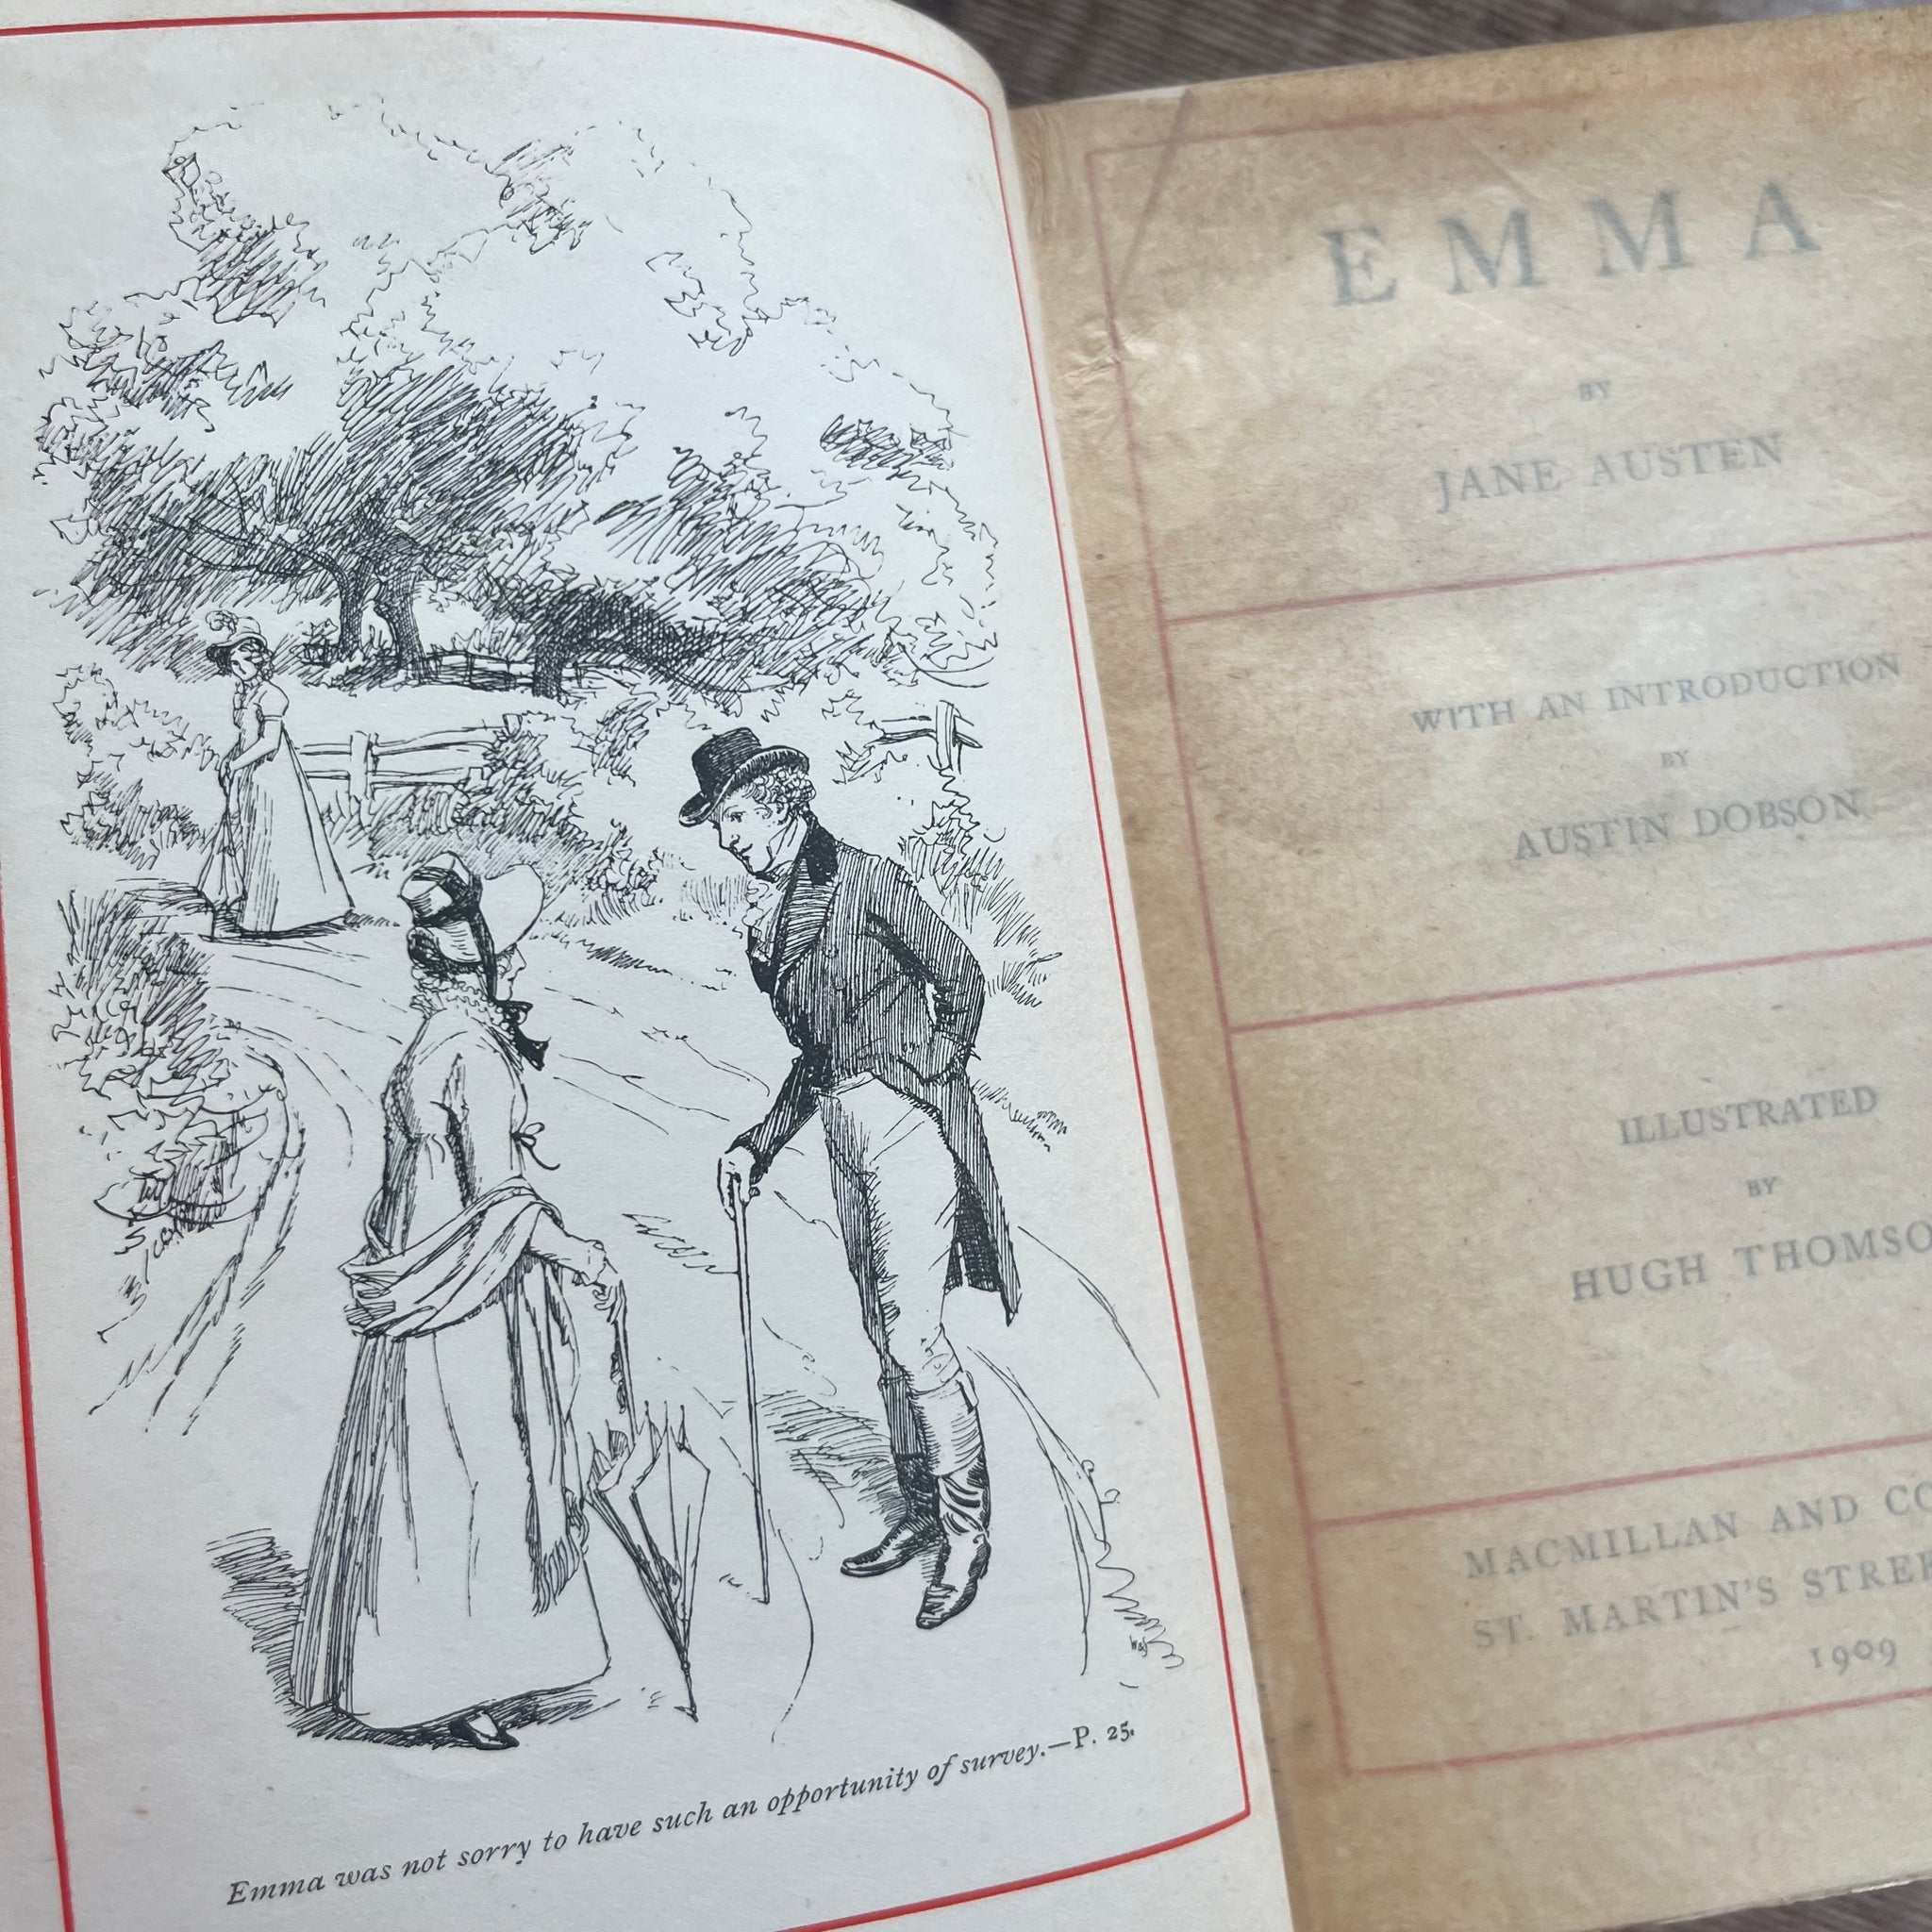 Emma was not sorry to have such an opportunity of survey.—P. 25.
EMMA
BY
JANE AUSTEN
WITH AN INTRODUCTION
BY
AUSTIN DOBSON
ILLUSTRATED
BY
HUGH THOMSO
MACMILLAN AND CO
ST. MARTIN'S STREE
1909